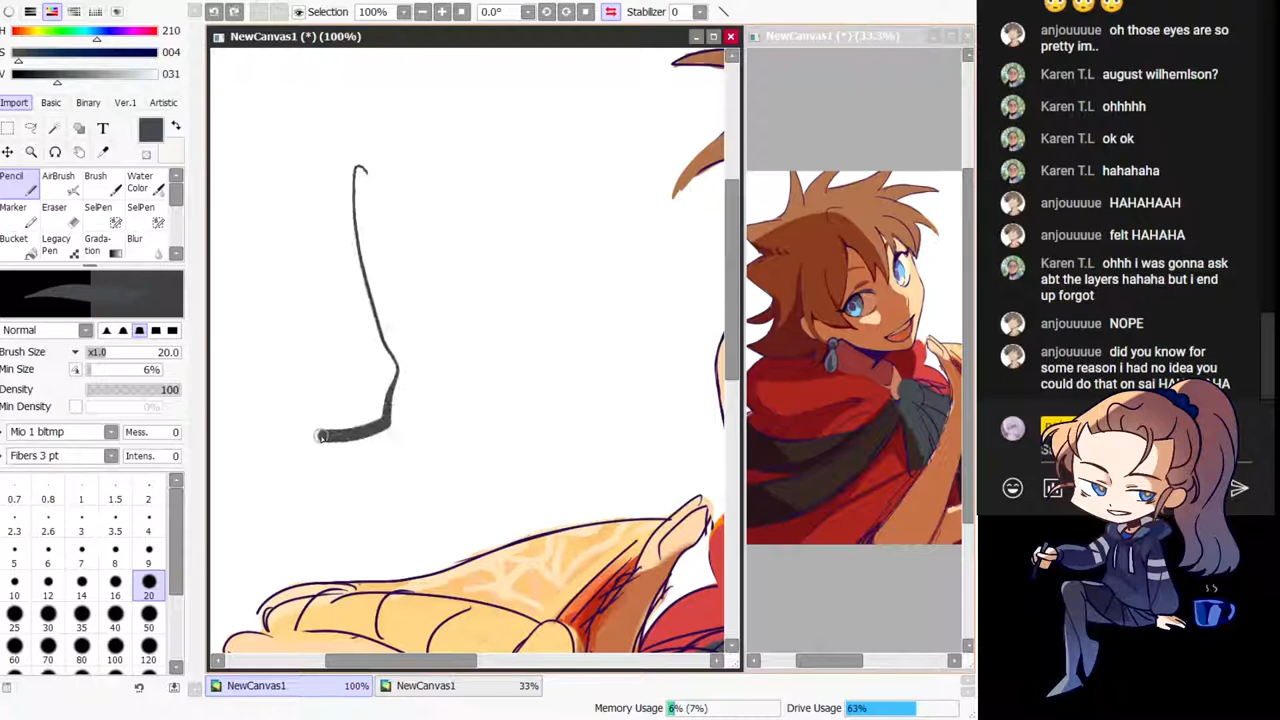 Selection 100% 0.0° Stabilizer 0
H 210
S 004
V 031
NewCanvas1 (*) (100%)
NewCanvas1 (*) (33.3%)
Import Basic Binary Ver.1 Artistic
T
Pencil AirBrush Brush Water Color
Marker Eraser SelPen SelPen
Bucket Legacy Pen Gradation Blur
Normal
Brush Size x1.0 20.0
Min Size 6%
Density 100
Min Density 0%
Mio 1 bltmp Mess. 0
Fibers 3 pt Intens. 0
0.7 0.8 1 1.5 2
2.3 2.6 3 3.5 4
5 6 7 8 9
10 12 14 16 20
25 30 35 40 50
60 70 80 100 120
NewCanvas1 100% NewCanvas1 33%
Memory Usage 6% (7%) Drive Usage 63%
anjouuuue oh those eyes are so
pretty im..
Karen T.L august wilhemlson?
Karen T.L ohhhhh
Karen T.L ok ok
Karen T.L hahahaha
anjouuuue HAHAHAAH
anjouuuue felt HAHAHA
Karen T.L ohhh i was gonna ask
abt the layers hahaha but i end
up forgot
anjouuuue NOPE
anjouuuue did you know for
some reason i had no idea you
could do that on sai